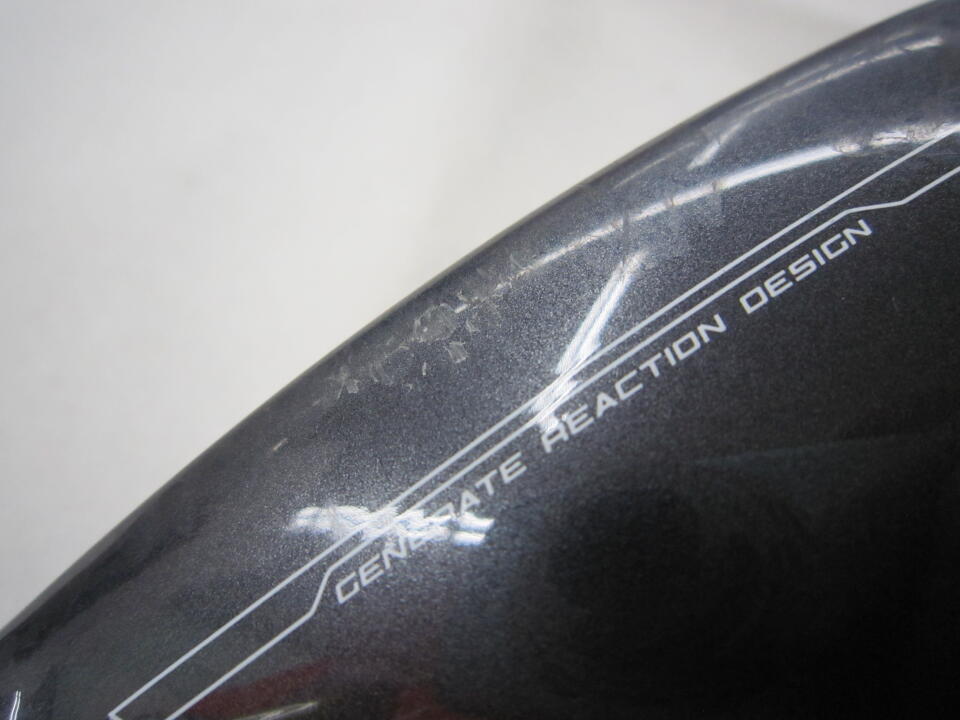 GENERATE REACTION DESIGN